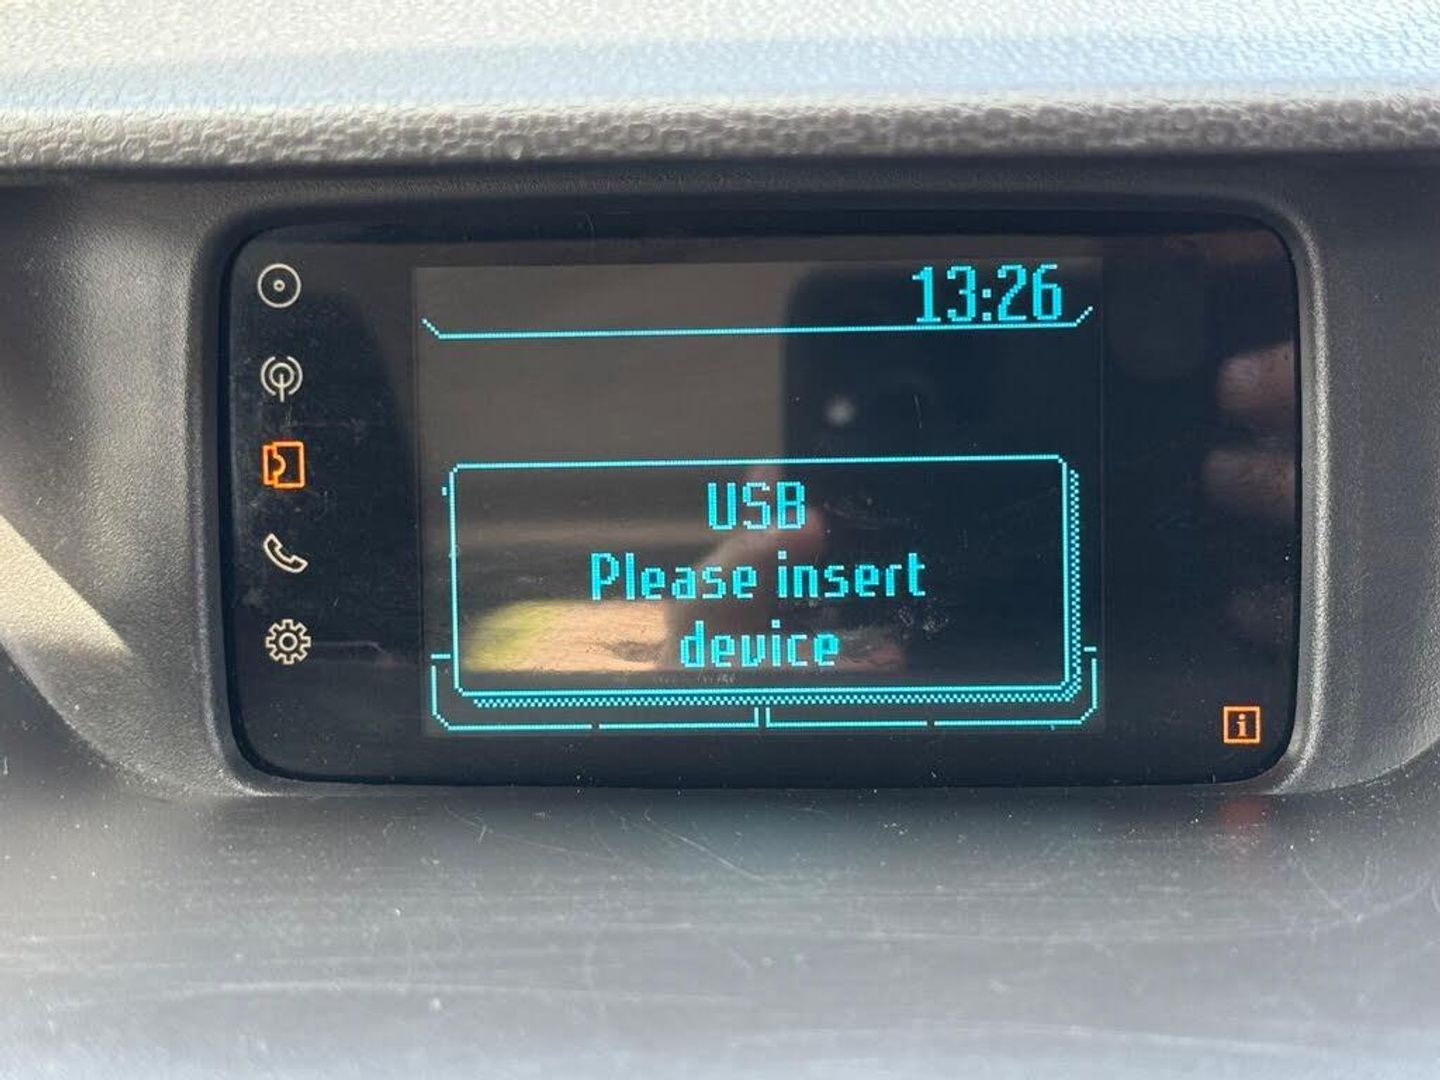 13:26
USB
Please insert
device
i